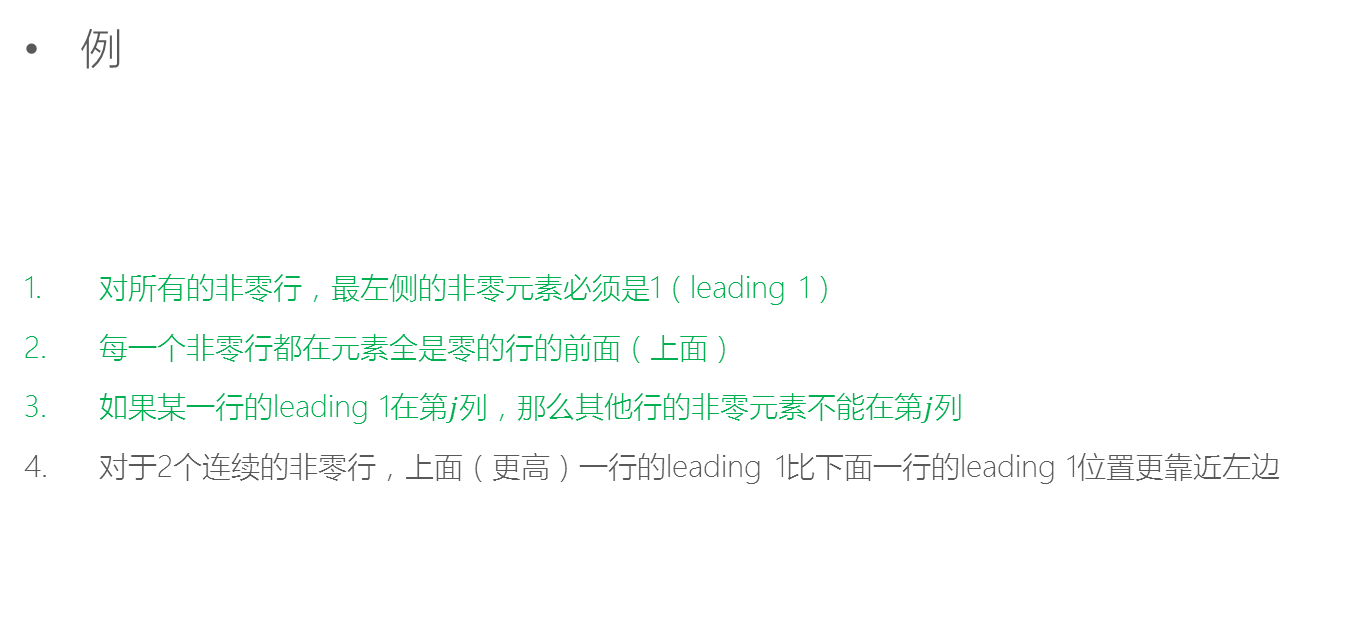 • 例
1. 对所有的非零行，最左侧的非零元素必须是1（leading 1）
2. 每一个非零行都在元素全是零的行的前面（上面）
3. 如果某一行的leading 1在第j列，那么其他行的非零元素不能在第j列
4. 对于2个连续的非零行，上面（更高）一行的leading 1比下面一行的leading 1位置更靠近左边